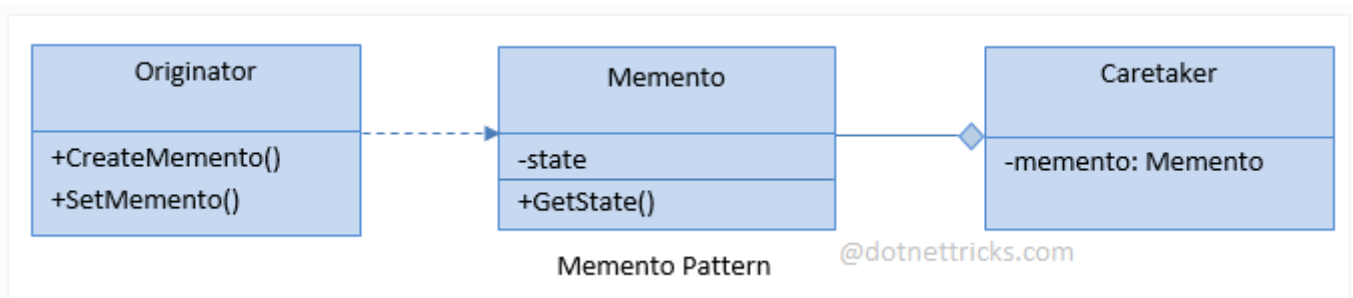 Originator
+CreateMemento()
+SetMemento()
Memento
-state
+GetState()
Caretaker
-memento: Memento
@dotnettricks.com
Memento Pattern